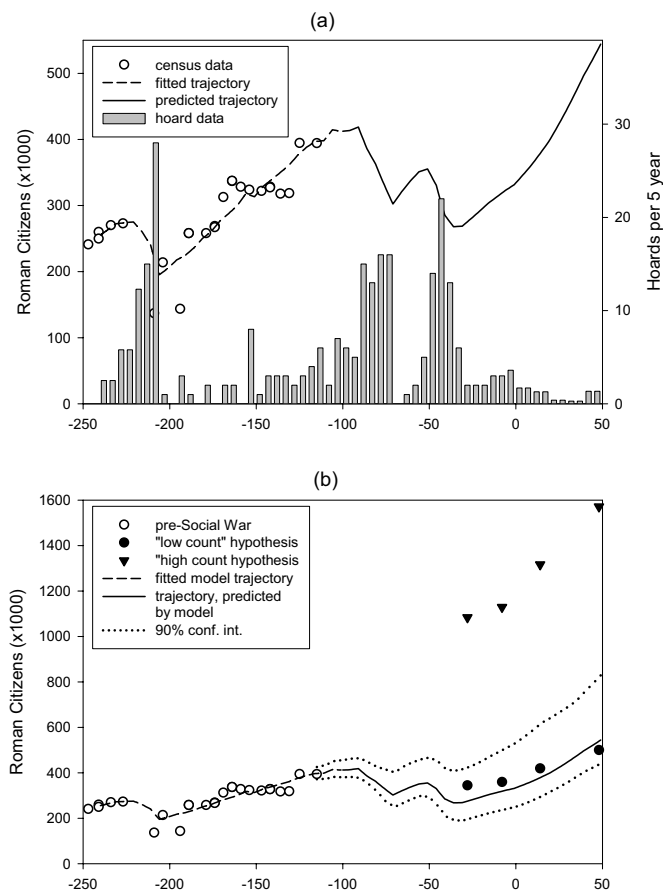 (a)
census data
fitted trajectory
predicted trajectory
hoard data
Roman Citizens (x1000)
500
400
300
200
100
0
Hoards per 5 year
30
20
10
0
-250 -200 -150 -100 -50 0 50
(b)
pre-Social War
"low count" hypothesis
"high count hypothesis
fitted model trajectory
trajectory, predicted
by model
90% conf. int.
Roman Citizens (x1000)
1600
1400
1200
1000
800
600
400
200
0
-250 -200 -150 -100 -50 0 50